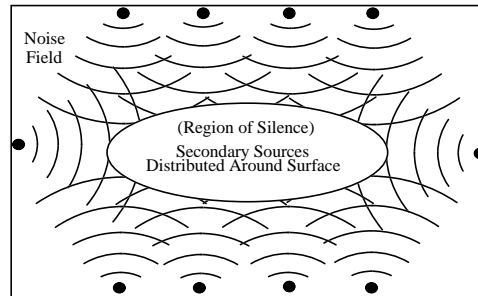 Noise
Field
(Region of Silence)
Secondary Sources
Distributed Around Surface